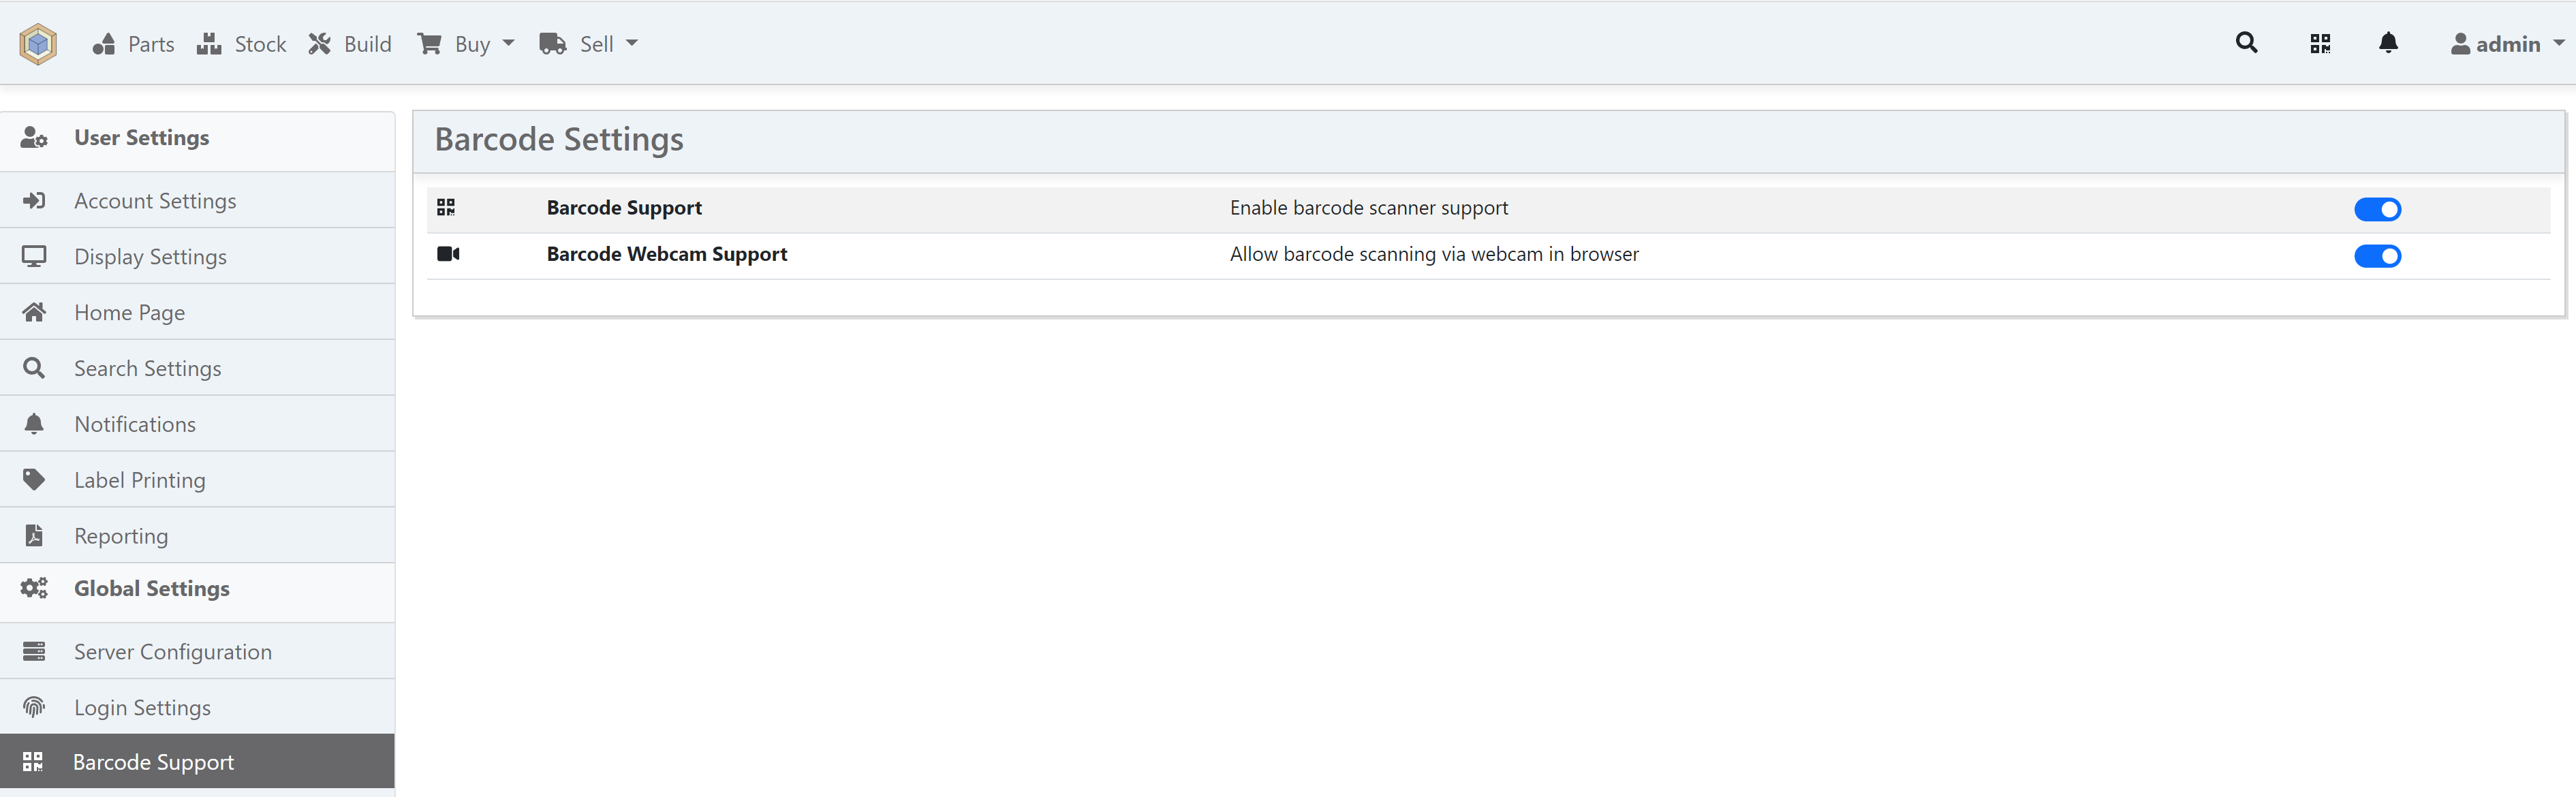 Parts Stock Build Buy Sell admin
User Settings
Account Settings
Display Settings
Home Page
Search Settings
Notifications
Label Printing
Reporting
Global Settings
Server Configuration
Login Settings
Barcode Support
Barcode Settings
Barcode Support Enable barcode scanner support
Barcode Webcam Support Allow barcode scanning via webcam in browser